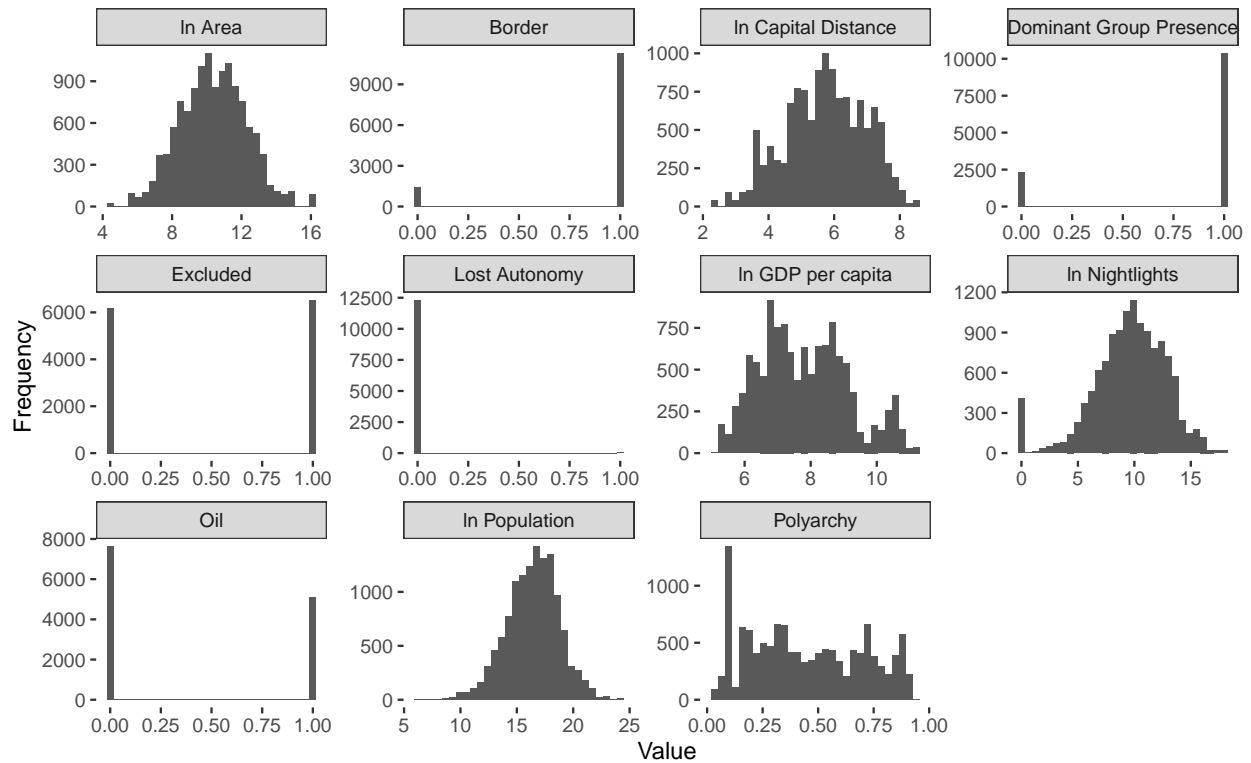 ln Area
Border
ln Capital Distance
Dominant Group Presence
900
600
300
0
4 8 12 16
9000
6000
3000
0
0.00 0.25 0.50 0.75 1.00
1000
750
500
250
0
2 4 6 8
10000
7500
5000
2500
0
0.00 0.25 0.50 0.75 1.00
Excluded
Lost Autonomy
ln GDP per capita
ln Nightlights
6000
4000
2000
0
0.00 0.25 0.50 0.75 1.00
12500
10000
7500
5000
2500
0
0.00 0.25 0.50 0.75 1.00
750
500
250
0
6 8 10
1200
900
600
300
0
0 5 10 15
Oil
ln Population
Polyarchy
8000
6000
4000
2000
0
0.00 0.25 0.50 0.75 1.00
1000
500
0
5 10 15 20 25
1000
500
0
0.00 0.25 0.50 0.75 1.00
Frequency
Value